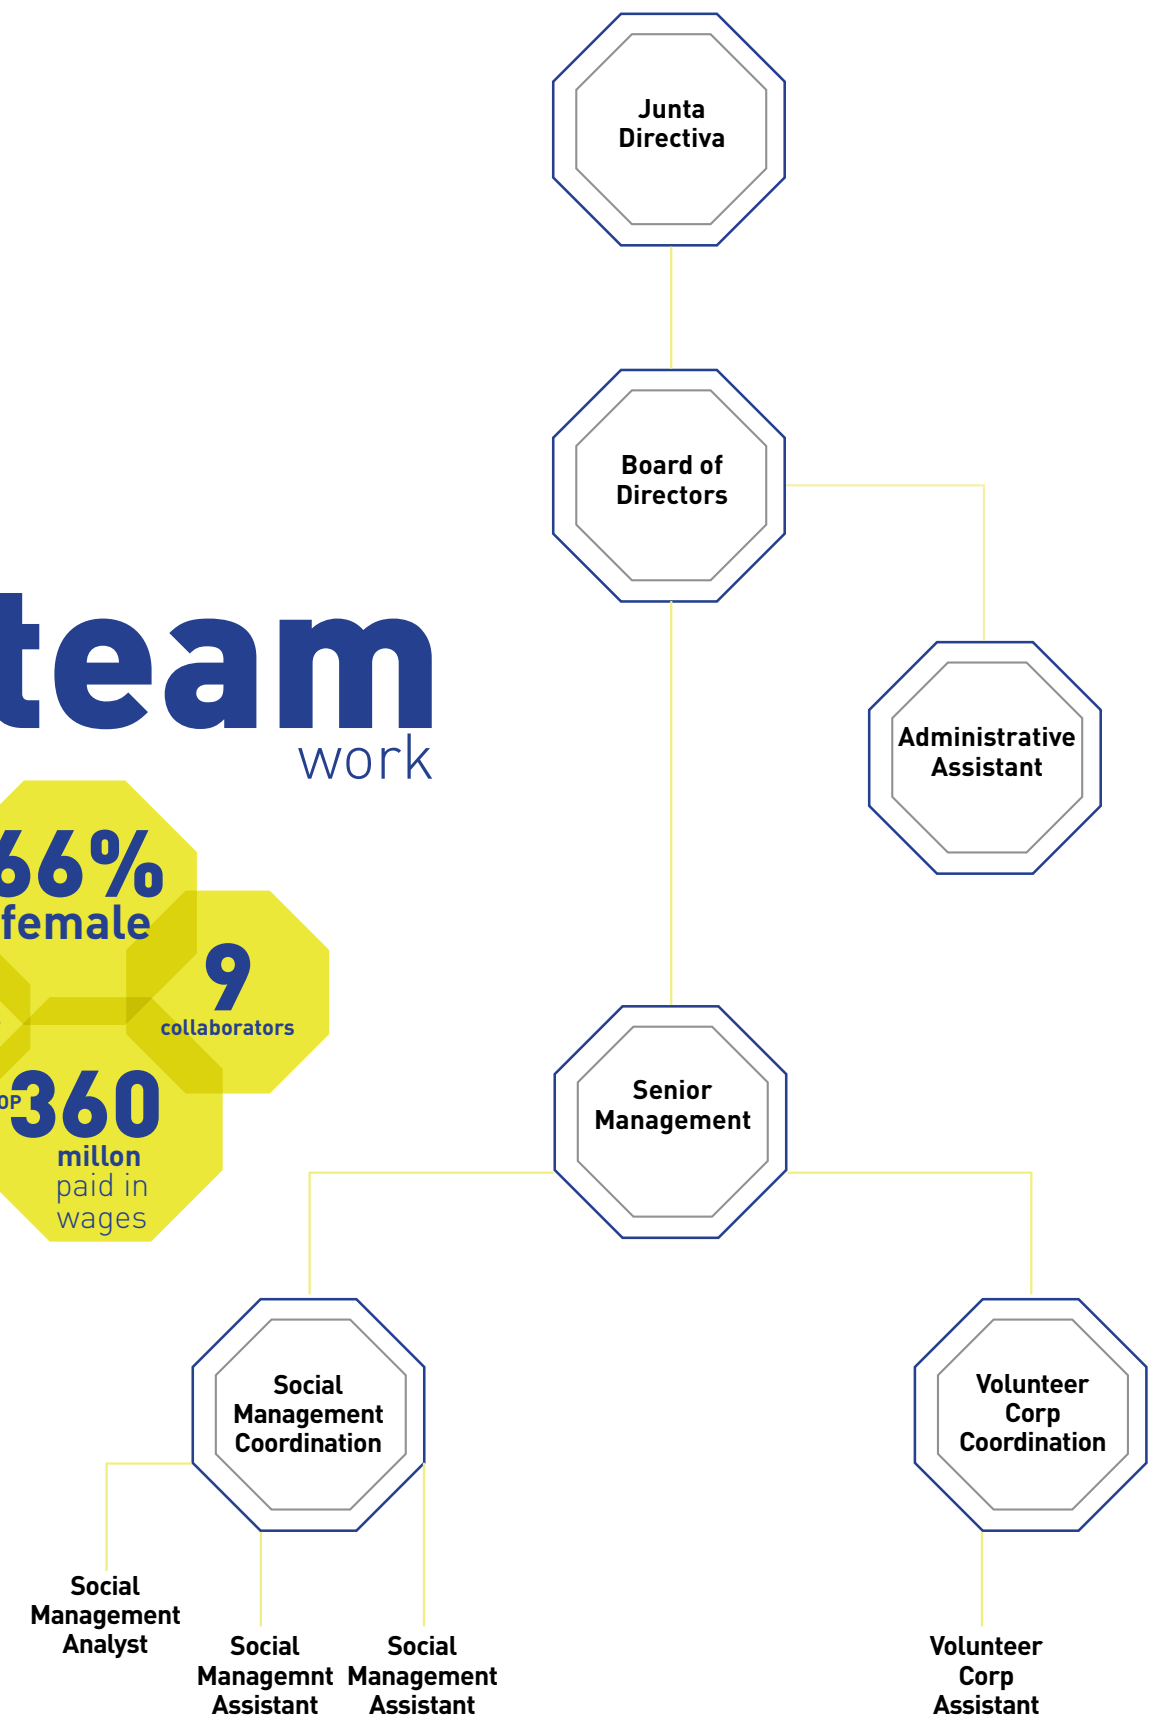 Junta
Directiva
Board of
Directors
Administrative
Assistant
team
work
66%
female
9
collaborators
360
millon
paid in
wages
Senior
Management
Social
Management
Coordination
Volunteer
Corp
Coordination
Social
Management
Analyst
Social
Managemnt
Assistant
Social
Management
Assistant
Volunteer
Corp
Assistant